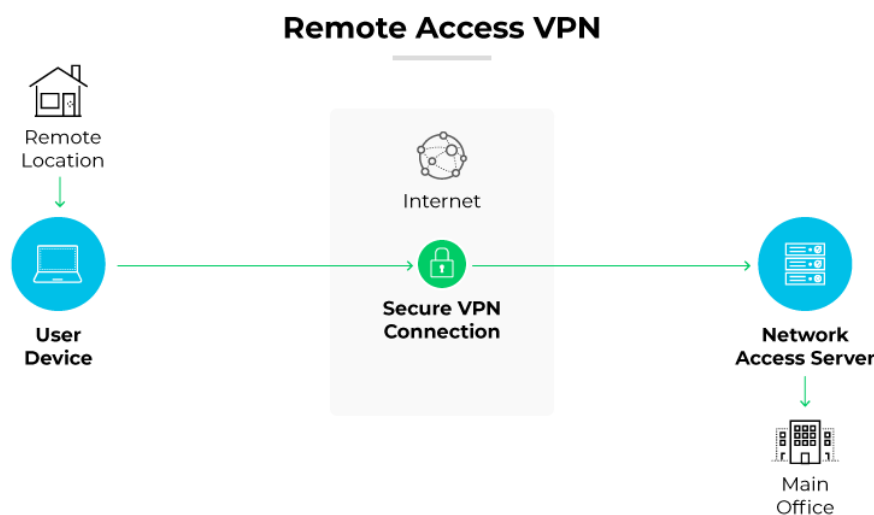 Remote Access VPN
Remote
Location
Internet
User
Device
Secure VPN
Connection
Network
Access Server
Main
Office